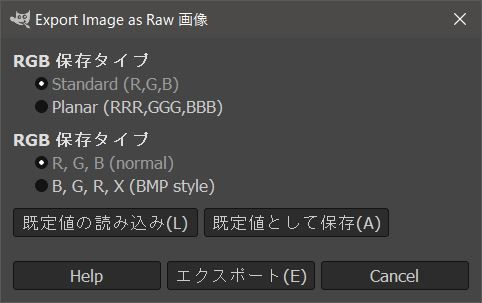 Export Image as Raw 画像
RGB 保存タイプ
Standard (R,G,B)
Planar (RRR,GGG,BBB)
RGB 保存タイプ
R, G, B (normal)
B, G, R, X (BMP style)
既定値の読み込み(L) 既定値として保存(A)
Help エクスポート(E) Cancel